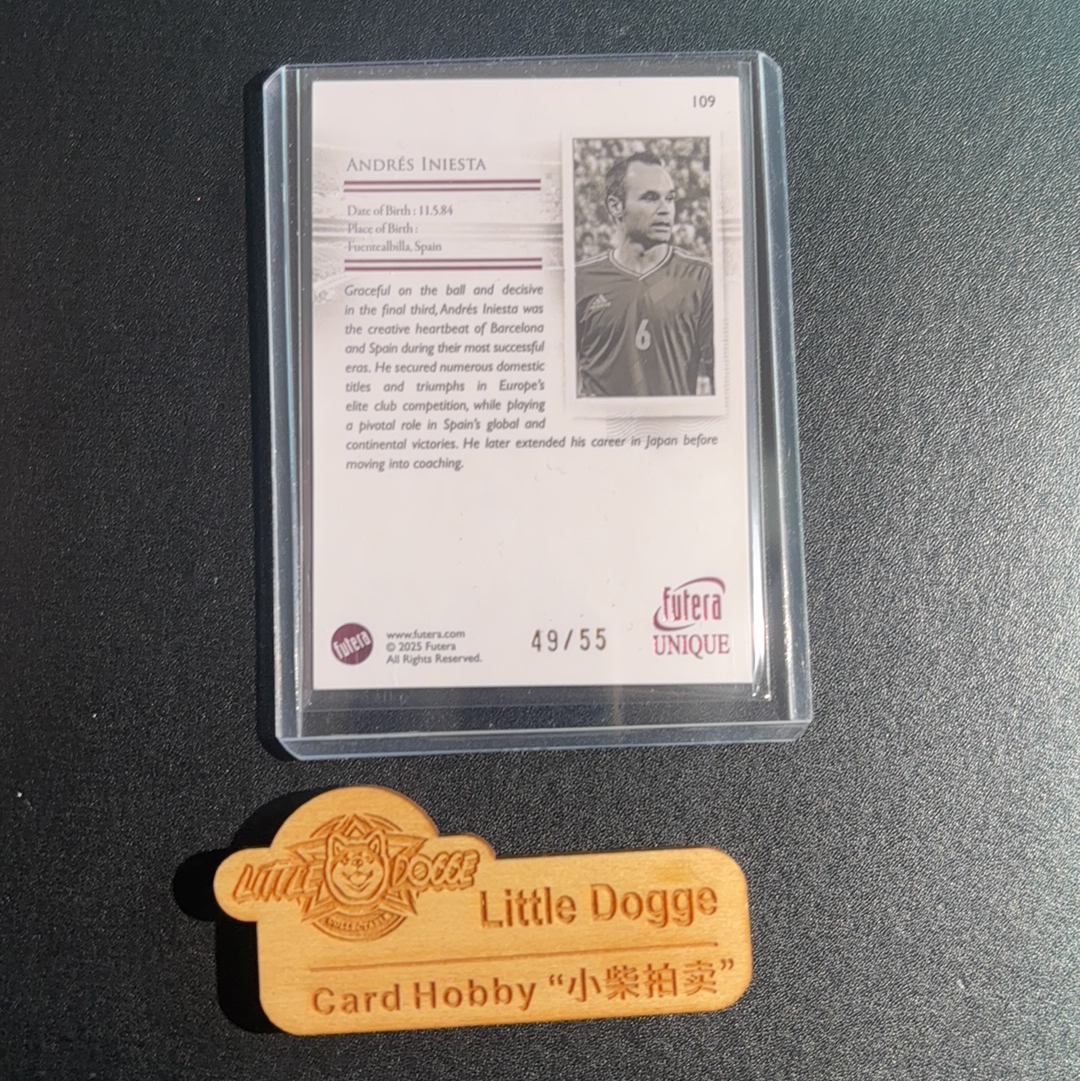 109
ANDRÉS INIESTA
Date of Birth : 11.5.84
Place of Birth :
Fuentealbilla, Spain
Graceful on the ball and decisive
in the final third, Andrés Iniesta was
the creative heartbeat of Barcelona
and Spain during their most successful
eras. He secured numerous domestic
titles and triumphs in Europe's
elite club competition, while playing
a pivotal role in Spain's global and
continental victories. He later extended his career in Japan before
moving into coaching.
6
futera
www.futera.com
© 2025 Futera
All Rights Reserved.
49/55
futera
UNIQUE
LITTLE DOGGE
COLLECTABLE
Little Dogge
Card Hobby “小柴拍卖”